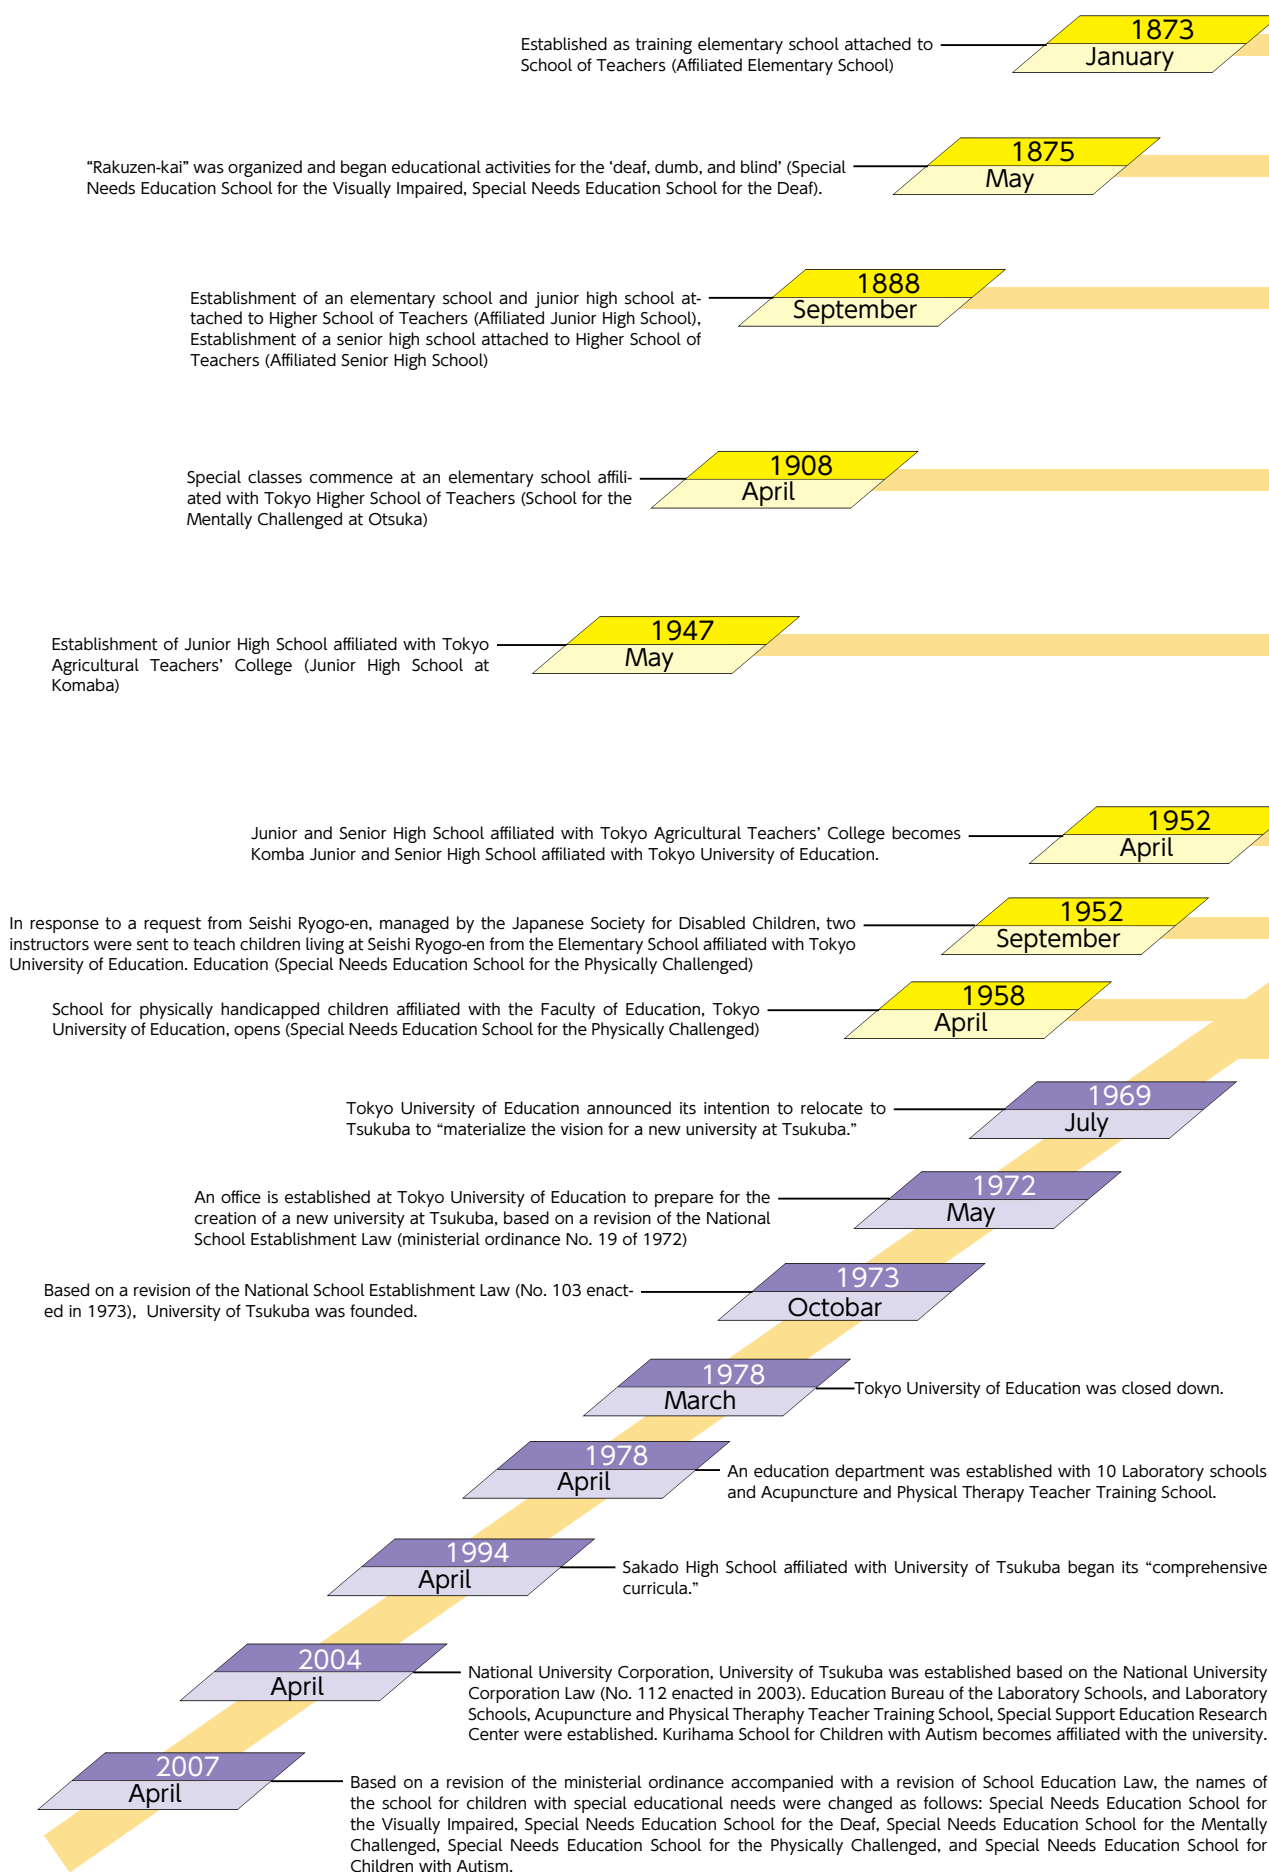 1873
January
Established as training elementary school attached to
School of Teachers (Affiliated Elementary School)
1875
May
“Rakuzen-kai” was organized and began educational activities for the ‘deaf, dumb, and blind’ (Special
Needs Education School for the Visually Impaired, Special Needs Education School for the Deaf).
1888
September
Establishment of an elementary school and junior high school at-
tached to Higher School of Teachers (Affiliated Junior High School),
Establishment of a senior high school attached to Higher School of
Teachers (Affiliated Senior High School)
1908
April
Special classes commence at an elementary school affili-
ated with Tokyo Higher School of Teachers (School for the
Mentally Challenged at Otsuka)
1947
May
Establishment of Junior High School affiliated with Tokyo
Agricultural Teachers’ College (Junior High School at
Komaba)
1952
April
Junior and Senior High School affiliated with Tokyo Agricultural Teachers’ College becomes
Komba Junior and Senior High School affiliated with Tokyo University of Education.
1952
September
In response to a request from Seishi Ryogo-en, managed by the Japanese Society for Disabled Children, two
instructors were sent to teach children living at Seishi Ryogo-en from the Elementary School affiliated with Tokyo
University of Education. Education (Special Needs Education School for the Physically Challenged)
1958
April
School for physically handicapped children affiliated with the Faculty of Education, Tokyo
University of Education, opens (Special Needs Education School for the Physically Challenged)
1969
July
Tokyo University of Education announced its intention to relocate to
Tsukuba to “materialize the vision for a new university at Tsukuba.”
1972
May
An office is established at Tokyo University of Education to prepare for the
creation of a new university at Tsukuba, based on a revision of the National
School Establishment Law (ministerial ordinance No. 19 of 1972)
1973
Octobar
Based on a revision of the National School Establishment Law (No. 103 enact-
ed in 1973), University of Tsukuba was founded.
1978
March
Tokyo University of Education was closed down.
1978
April
An education department was established with 10 Laboratory schools
and Acupuncture and Physical Therapy Teacher Training School.
1994
April
Sakado High School affiliated with University of Tsukuba began its “comprehensive
curricula.”
2004
April
National University Corporation, University of Tsukuba was established based on the National University
Corporation Law (No. 112 enacted in 2003). Education Bureau of the Laboratory Schools, and Laboratory
Schools, Acupuncture and Physical Theraphy Teacher Training School, Special Support Education Research
Center were established. Kurihama School for Children with Autism becomes affiliated with the university.
2007
April
Based on a revision of the ministerial ordinance accompanied with a revision of School Education Law, the names of
the school for children with special educational needs were changed as follows: Special Needs Education School for
the Visually Impaired, Special Needs Education School for the Deaf, Special Needs Education School for the Mentally
Challenged, Special Needs Education School for the Physically Challenged, and Special Needs Education School for
Children with Autism.